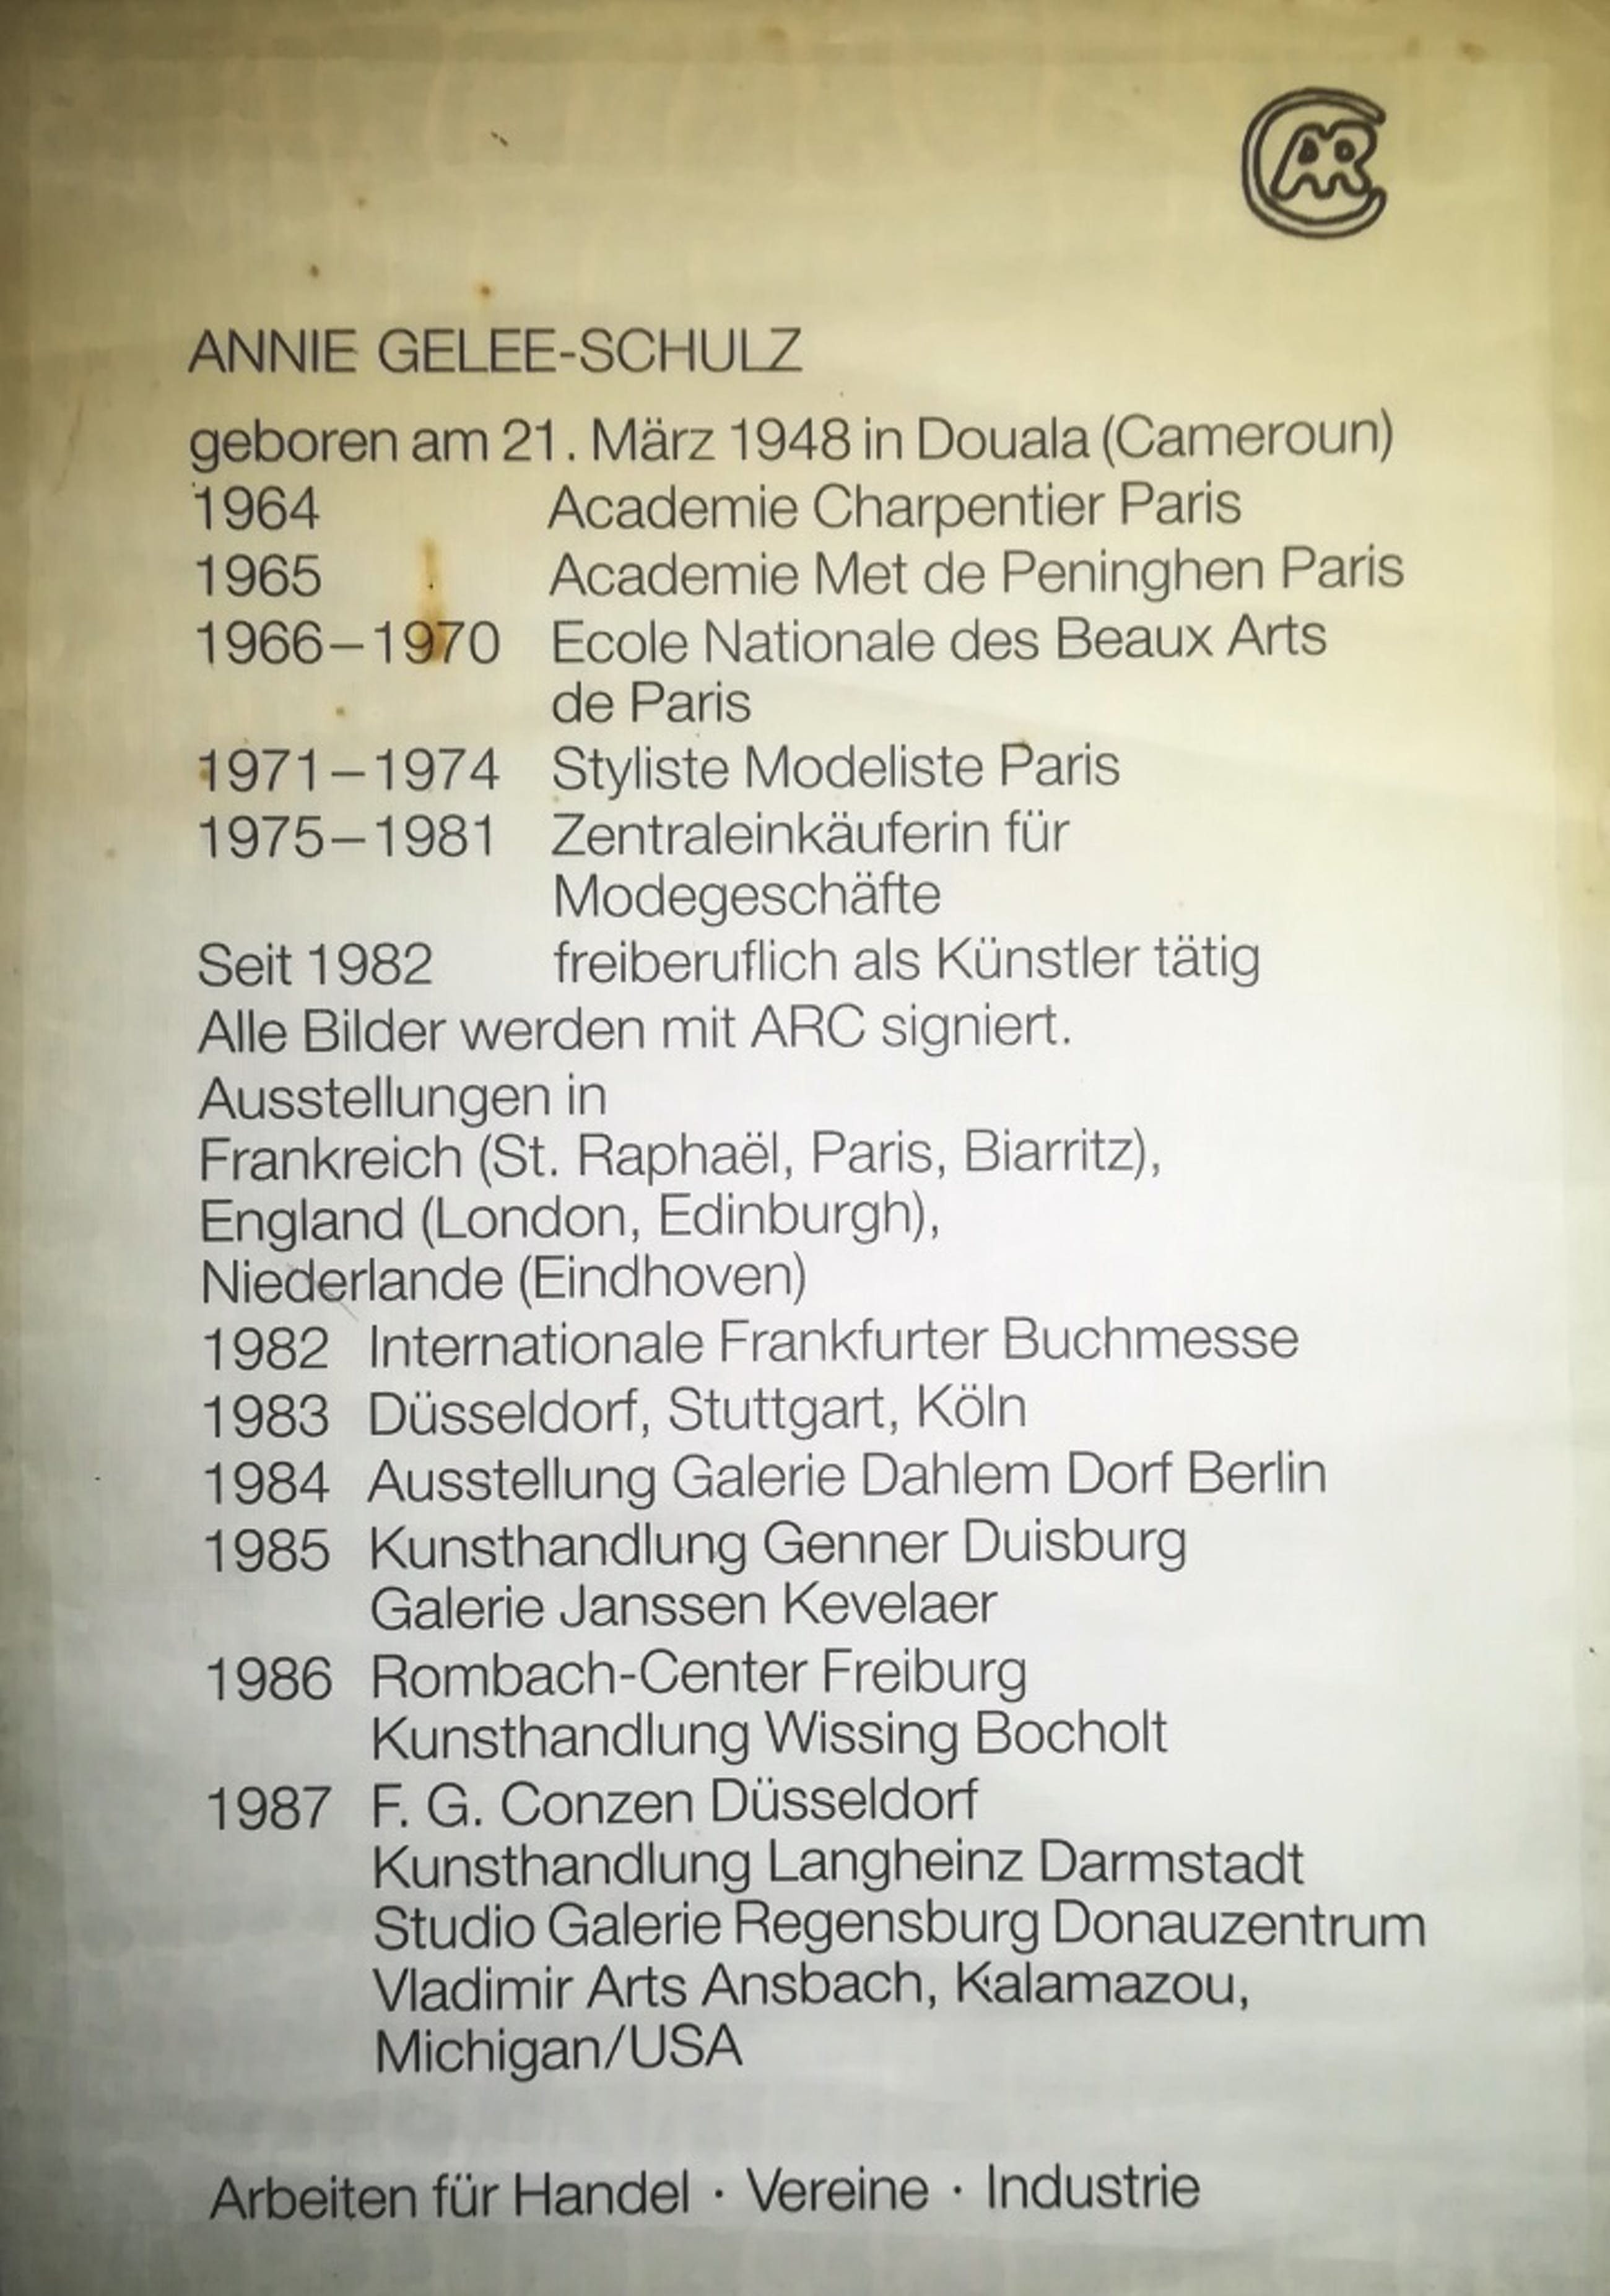 ARC
ANNIE GELEE-SCHULZ
geboren am 21. März 1948 in Douala (Cameroun)
1964 Academie Charpentier Paris
1965 Academie Met de Peninghen Paris
1966–1970 Ecole Nationale des Beaux Arts
de Paris
1971–1974 Styliste Modeliste Paris
1975–1981 Zentraleinkäuferin für
Modegeschäfte
Seit 1982 freiberuflich als Künstler tätig
Alle Bilder werden mit ARC signiert.
Ausstellungen in
Frankreich (St. Raphaël, Paris, Biarritz),
England (London, Edinburgh),
Niederlande (Eindhoven)
1982 Internationale Frankfurter Buchmesse
1983 Düsseldorf, Stuttgart, Köln
1984 Ausstellung Galerie Dahlem Dorf Berlin
1985 Kunsthandlung Genner Duisburg
Galerie Janssen Kevelaer
1986 Rombach-Center Freiburg
Kunsthandlung Wissing Bocholt
1987 F. G. Conzen Düsseldorf
Kunsthandlung Langheinz Darmstadt
Studio Galerie Regensburg Donauzentrum
Vladimir Arts Ansbach, Kalamazou,
Michigan/USA
Arbeiten für Handel · Vereine · Industrie